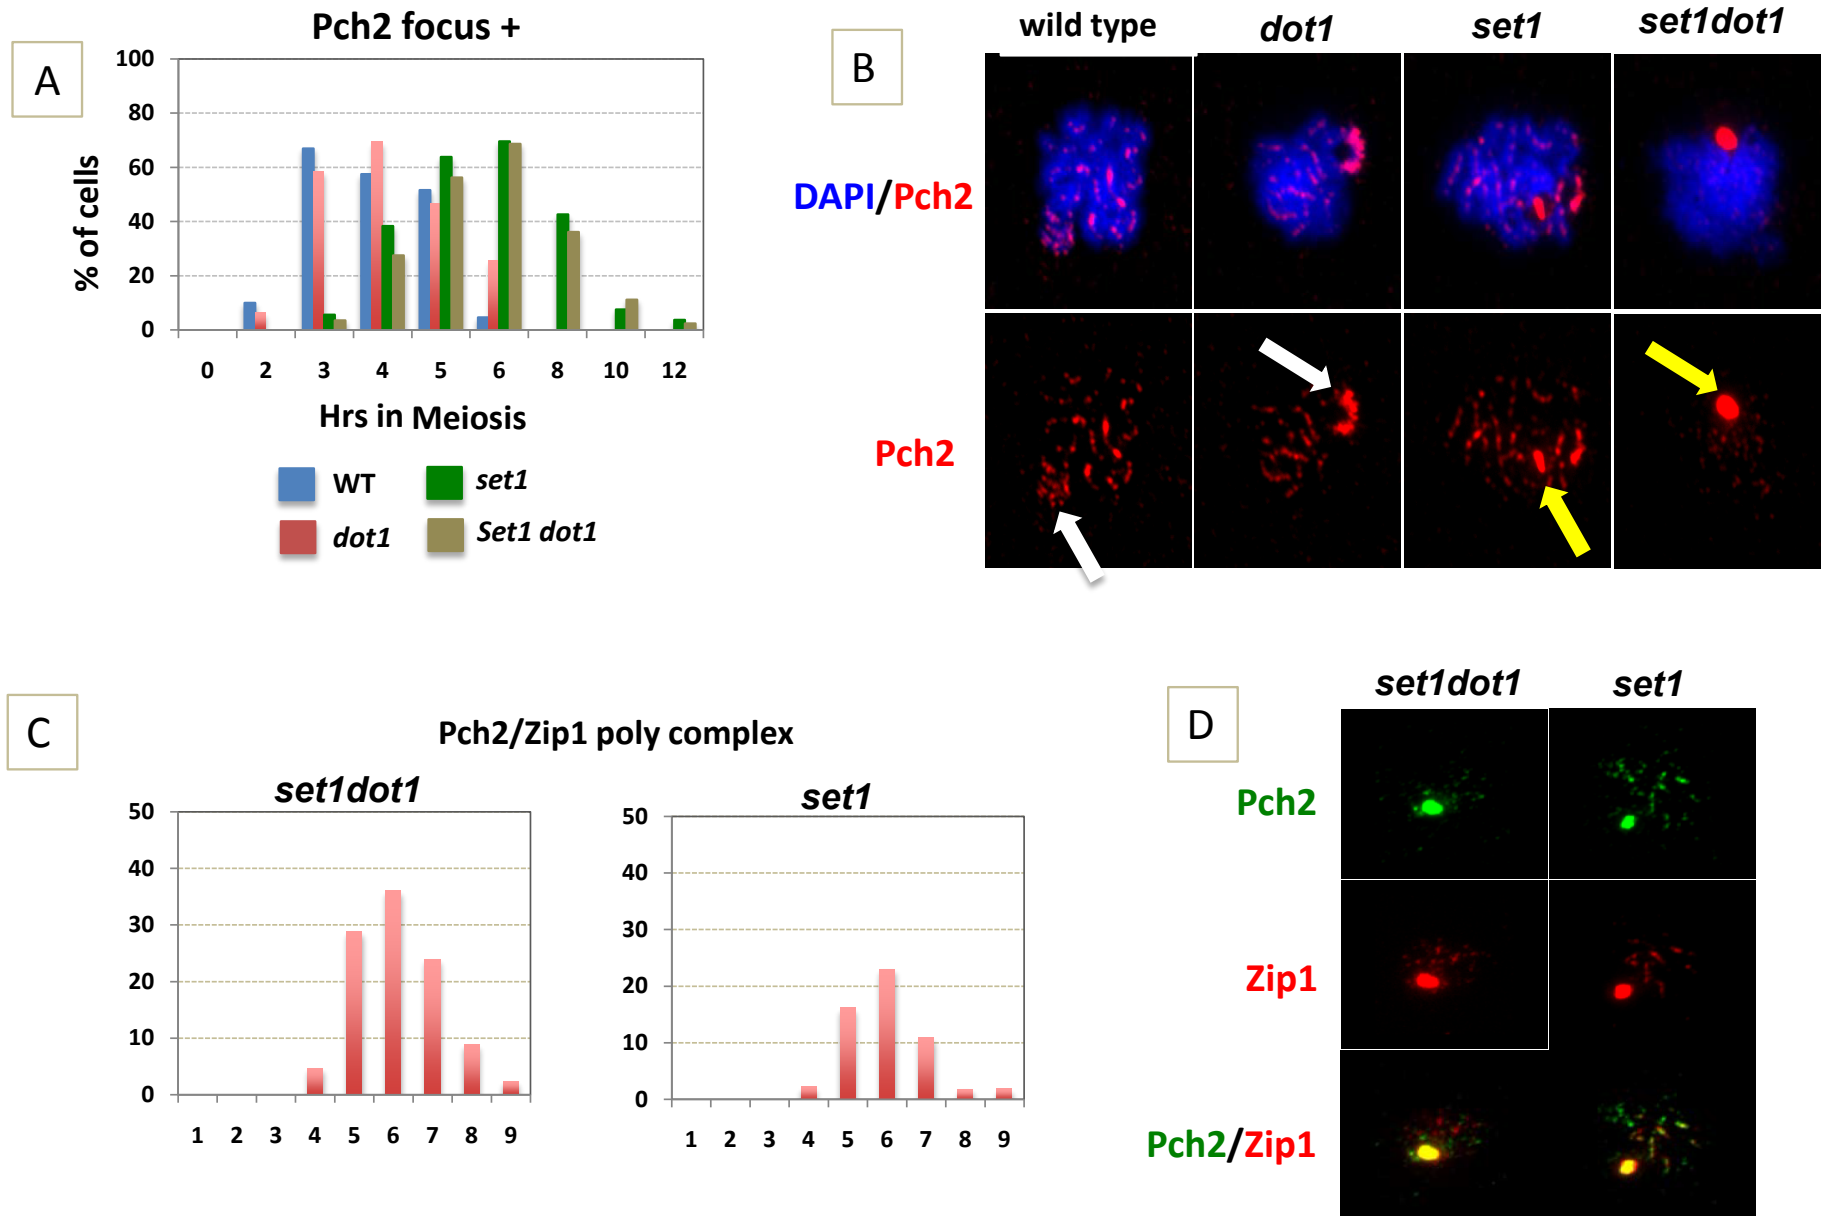 A
Pch2 focus +
% of cells
100
80
60
40
20
0
0 2 3 4 5 6 8 10 12
Hrs in Meiosis
WT
set1
dot1
Set1 dot1
B
wild type dot1 set1 set1dot1
DAPI/Pch2
Pch2
C
Pch2/Zip1 poly complex
set1dot1
50
40
30
20
10
0
1 2 3 4 5 6 7 8 9
set1
50
40
30
20
10
0
1 2 3 4 5 6 7 8 9
D
set1dot1 set1
Pch2
Zip1
Pch2/Zip1